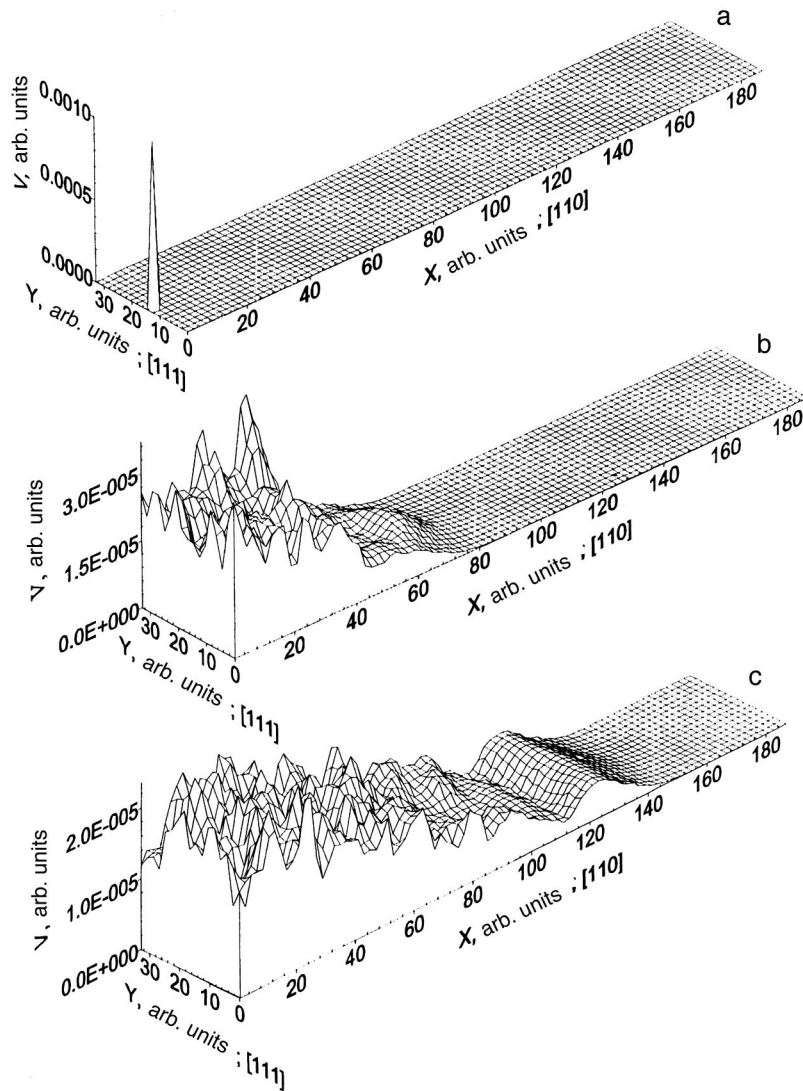 a
0.0010
0.0005
0.0000
V, arb. units
30 20 10 0
Y, arb. units ; [111]
20 40 60 80 100 120 140 160 180
X, arb. units ; [110]
b
3.0E-005
1.5E-005
0.0E+000
V, arb. units
30 20 10 0
Y, arb. units ; [111]
20 40 60 80 100 120 140 160 180
X, arb. units ; [110]
c
2.0E-005
1.0E-005
0.0E+000
V, arb. units
30 20 10 0
Y, arb. units ; [111]
20 40 60 80 100 120 140 160 180
X, arb. units ; [110]